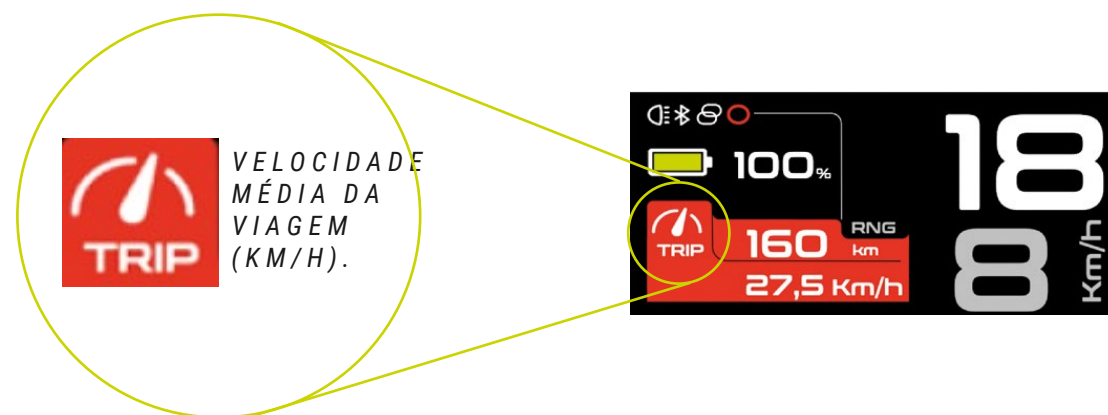 TRIP
VELOCIDADE
MÉDIA DA
VIAGEM
(KM/H).
100%
TRIP
160 RNG km
27,5 Km/h
18
8 Km/h